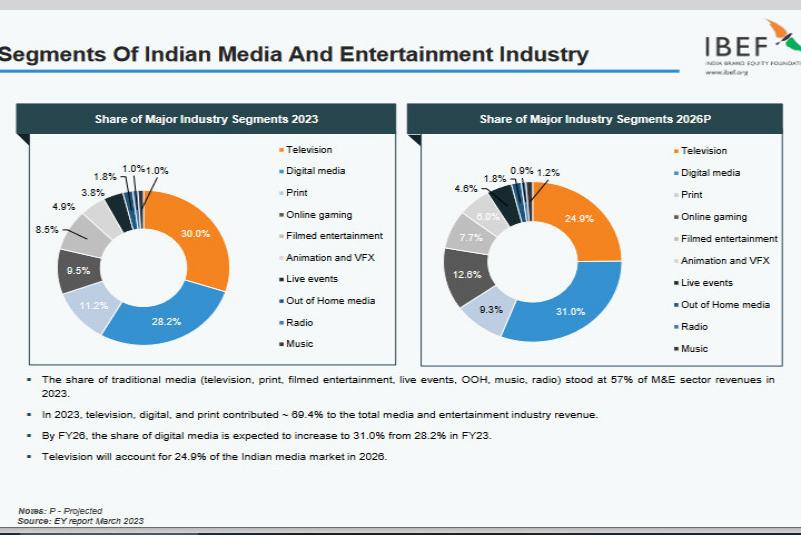 Segments Of Indian Media And Entertainment Industry
IBEF
INDIA BRAND EQUITY FOUNDATI
www.ibef.org
Share of Major Industry Segments 2023
1.8%
1.0%
1.0%
3.8%
4.9%
8.5%
9.5%
11.2%
28.2%
30.0%
Television
Digital media
Print
Online gaming
Filmed entertainment
Animation and VFX
Live events
Out of Home media
Radio
Music
Share of Major Industry Segments 2026P
1.8%
0.9%
1.2%
4.6%
6.0%
7.7%
12.6%
9.3%
31.0%
24.9%
Television
Digital media
Print
Online gaming
Filmed entertainment
Animation and VFX
Live events
Out of Home media
Radio
Music
The share of traditional media (television, print, filmed entertainment, live events, OOH, music, radio) stood at 57% of M&E sector revenues in
2023.
In 2023, television, digital, and print contributed ~ 69.4% to the total media and entertainment industry revenue.
By FY26, the share of digital media is expected to increase to 31.0% from 28.2% in FY23.
Television will account for 24.9% of the Indian media market in 2026.
Notes: P - Projected
Source: EY report March 2023